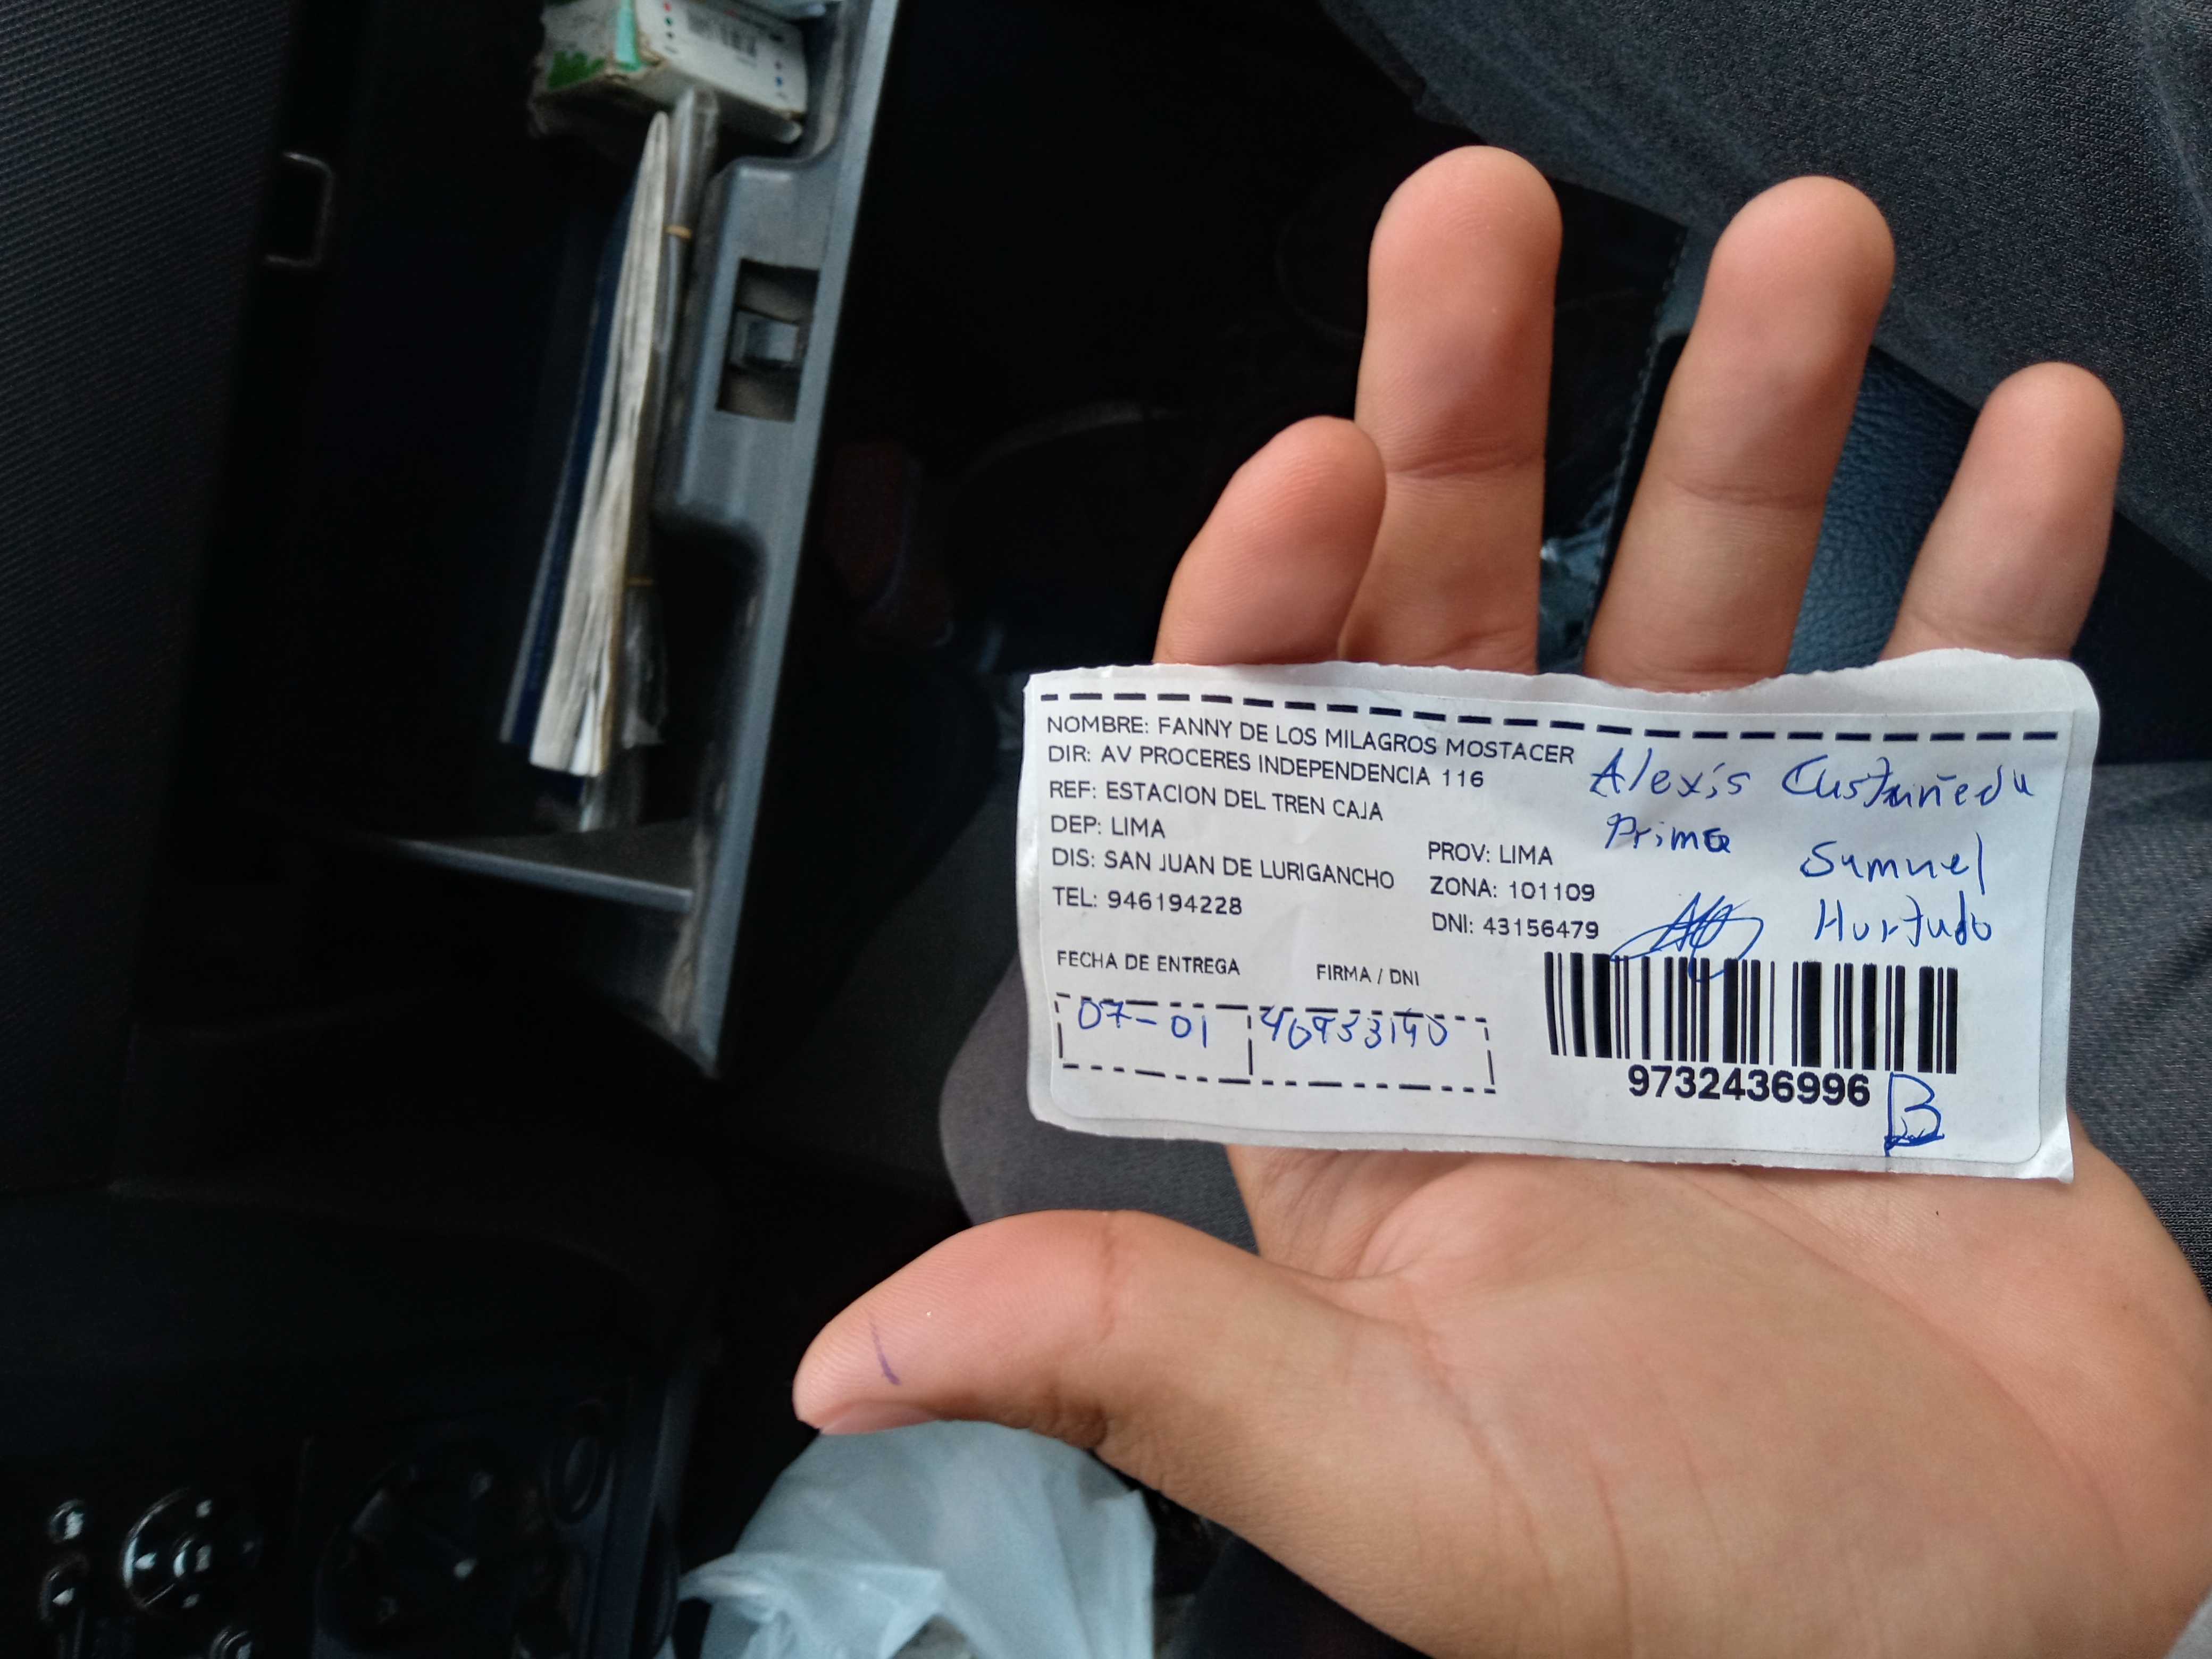 NOMBRE: FANNY DE LOS MILAGROS MOSTACER
DIR: AV PROCERES INDEPENDENCIA 116
REF: ESTACION DEL TREN CAJA
DEP: LIMA
PROV: LIMA
DIS: SAN JUAN DE LURIGANCHO
ZONA: 101109
TEL: 946194228
DNI: 43156479
Alexis Castañeda
Primo
Samuel
Hurtado
FECHA DE ENTREGA
FIRMA / DNI
07-01
9732436996
B